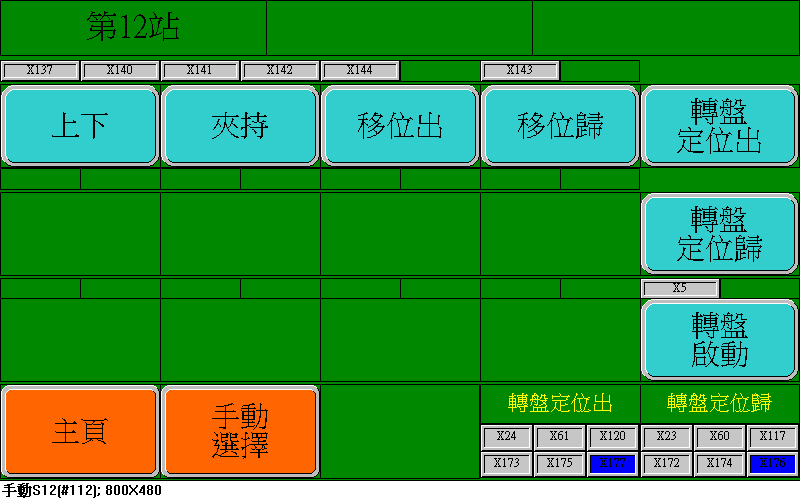 第12站
X137 X140 X141 X142 X144 X143
上下 夾持 移位出 移位歸 轉盤
定位出
轉盤
定位歸
X5
轉盤
啟動
主頁 手動
選擇
轉盤定位出 轉盤定位歸
X24 X61 X120 X23 X60 X117
X173 X175 X177 X172 X174 X176
手動S12(#112); 800X480